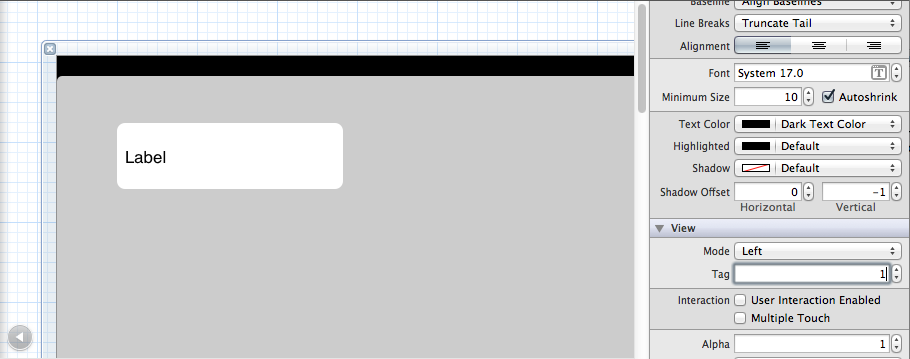 Label
Baseline Align Baselines
Line Breaks Truncate Tail
Alignment
Font System 17.0 T
Minimum Size 10 Autoshrink
Text Color Dark Text Color
Highlighted Default
Shadow Default
Shadow Offset 0 -1
Horizontal Vertical
View
Mode Left
Tag 1
Interaction User Interaction Enabled
Multiple Touch
Alpha 1